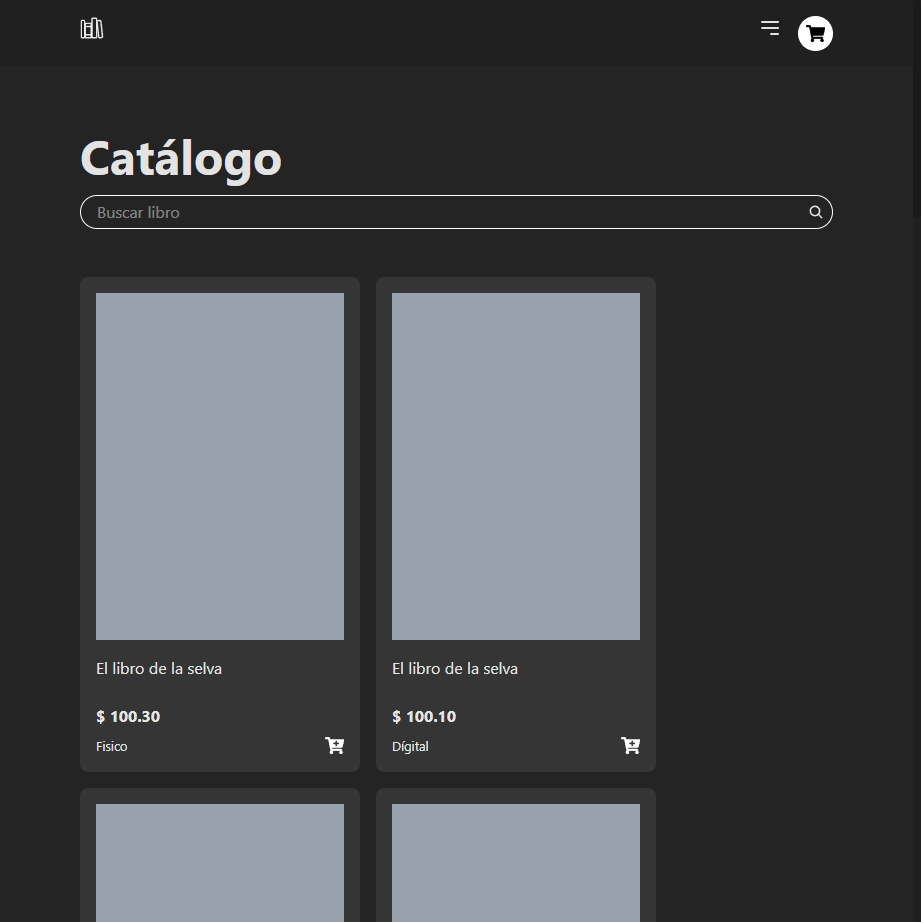 Catálogo
Buscar libro
El libro de la selva
$ 100.30
Fisico
El libro de la selva
$ 100.10
Dígital